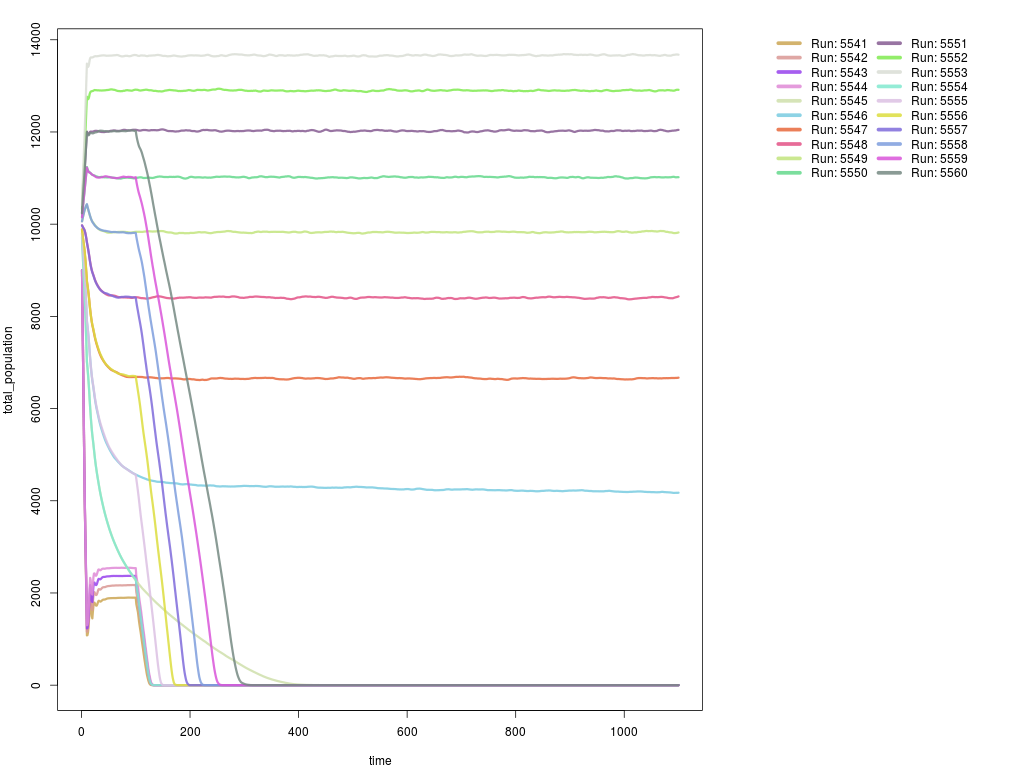 total_population
14000
12000
10000
8000
6000
4000
2000
0
0 200 400 600 800 1000
time
Run: 5541 Run: 5551
Run: 5542 Run: 5552
Run: 5543 Run: 5553
Run: 5544 Run: 5554
Run: 5545 Run: 5555
Run: 5546 Run: 5556
Run: 5547 Run: 5557
Run: 5548 Run: 5558
Run: 5549 Run: 5559
Run: 5550 Run: 5560